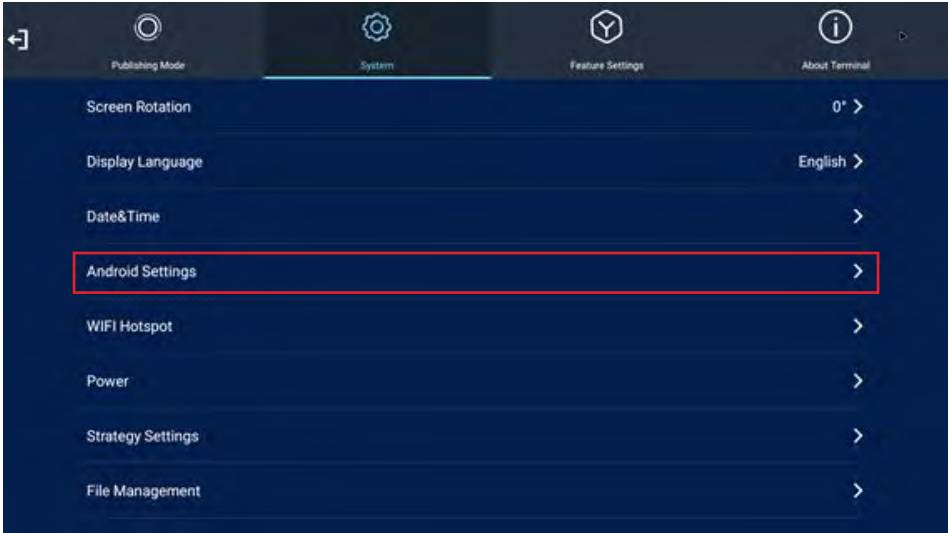 Publishing Mode
System
Feature Settings
About Terminal
Screen Rotation
0°
Display Language
English
Date&Time
Android Settings
WIFI Hotspot
Power
Strategy Settings
File Management